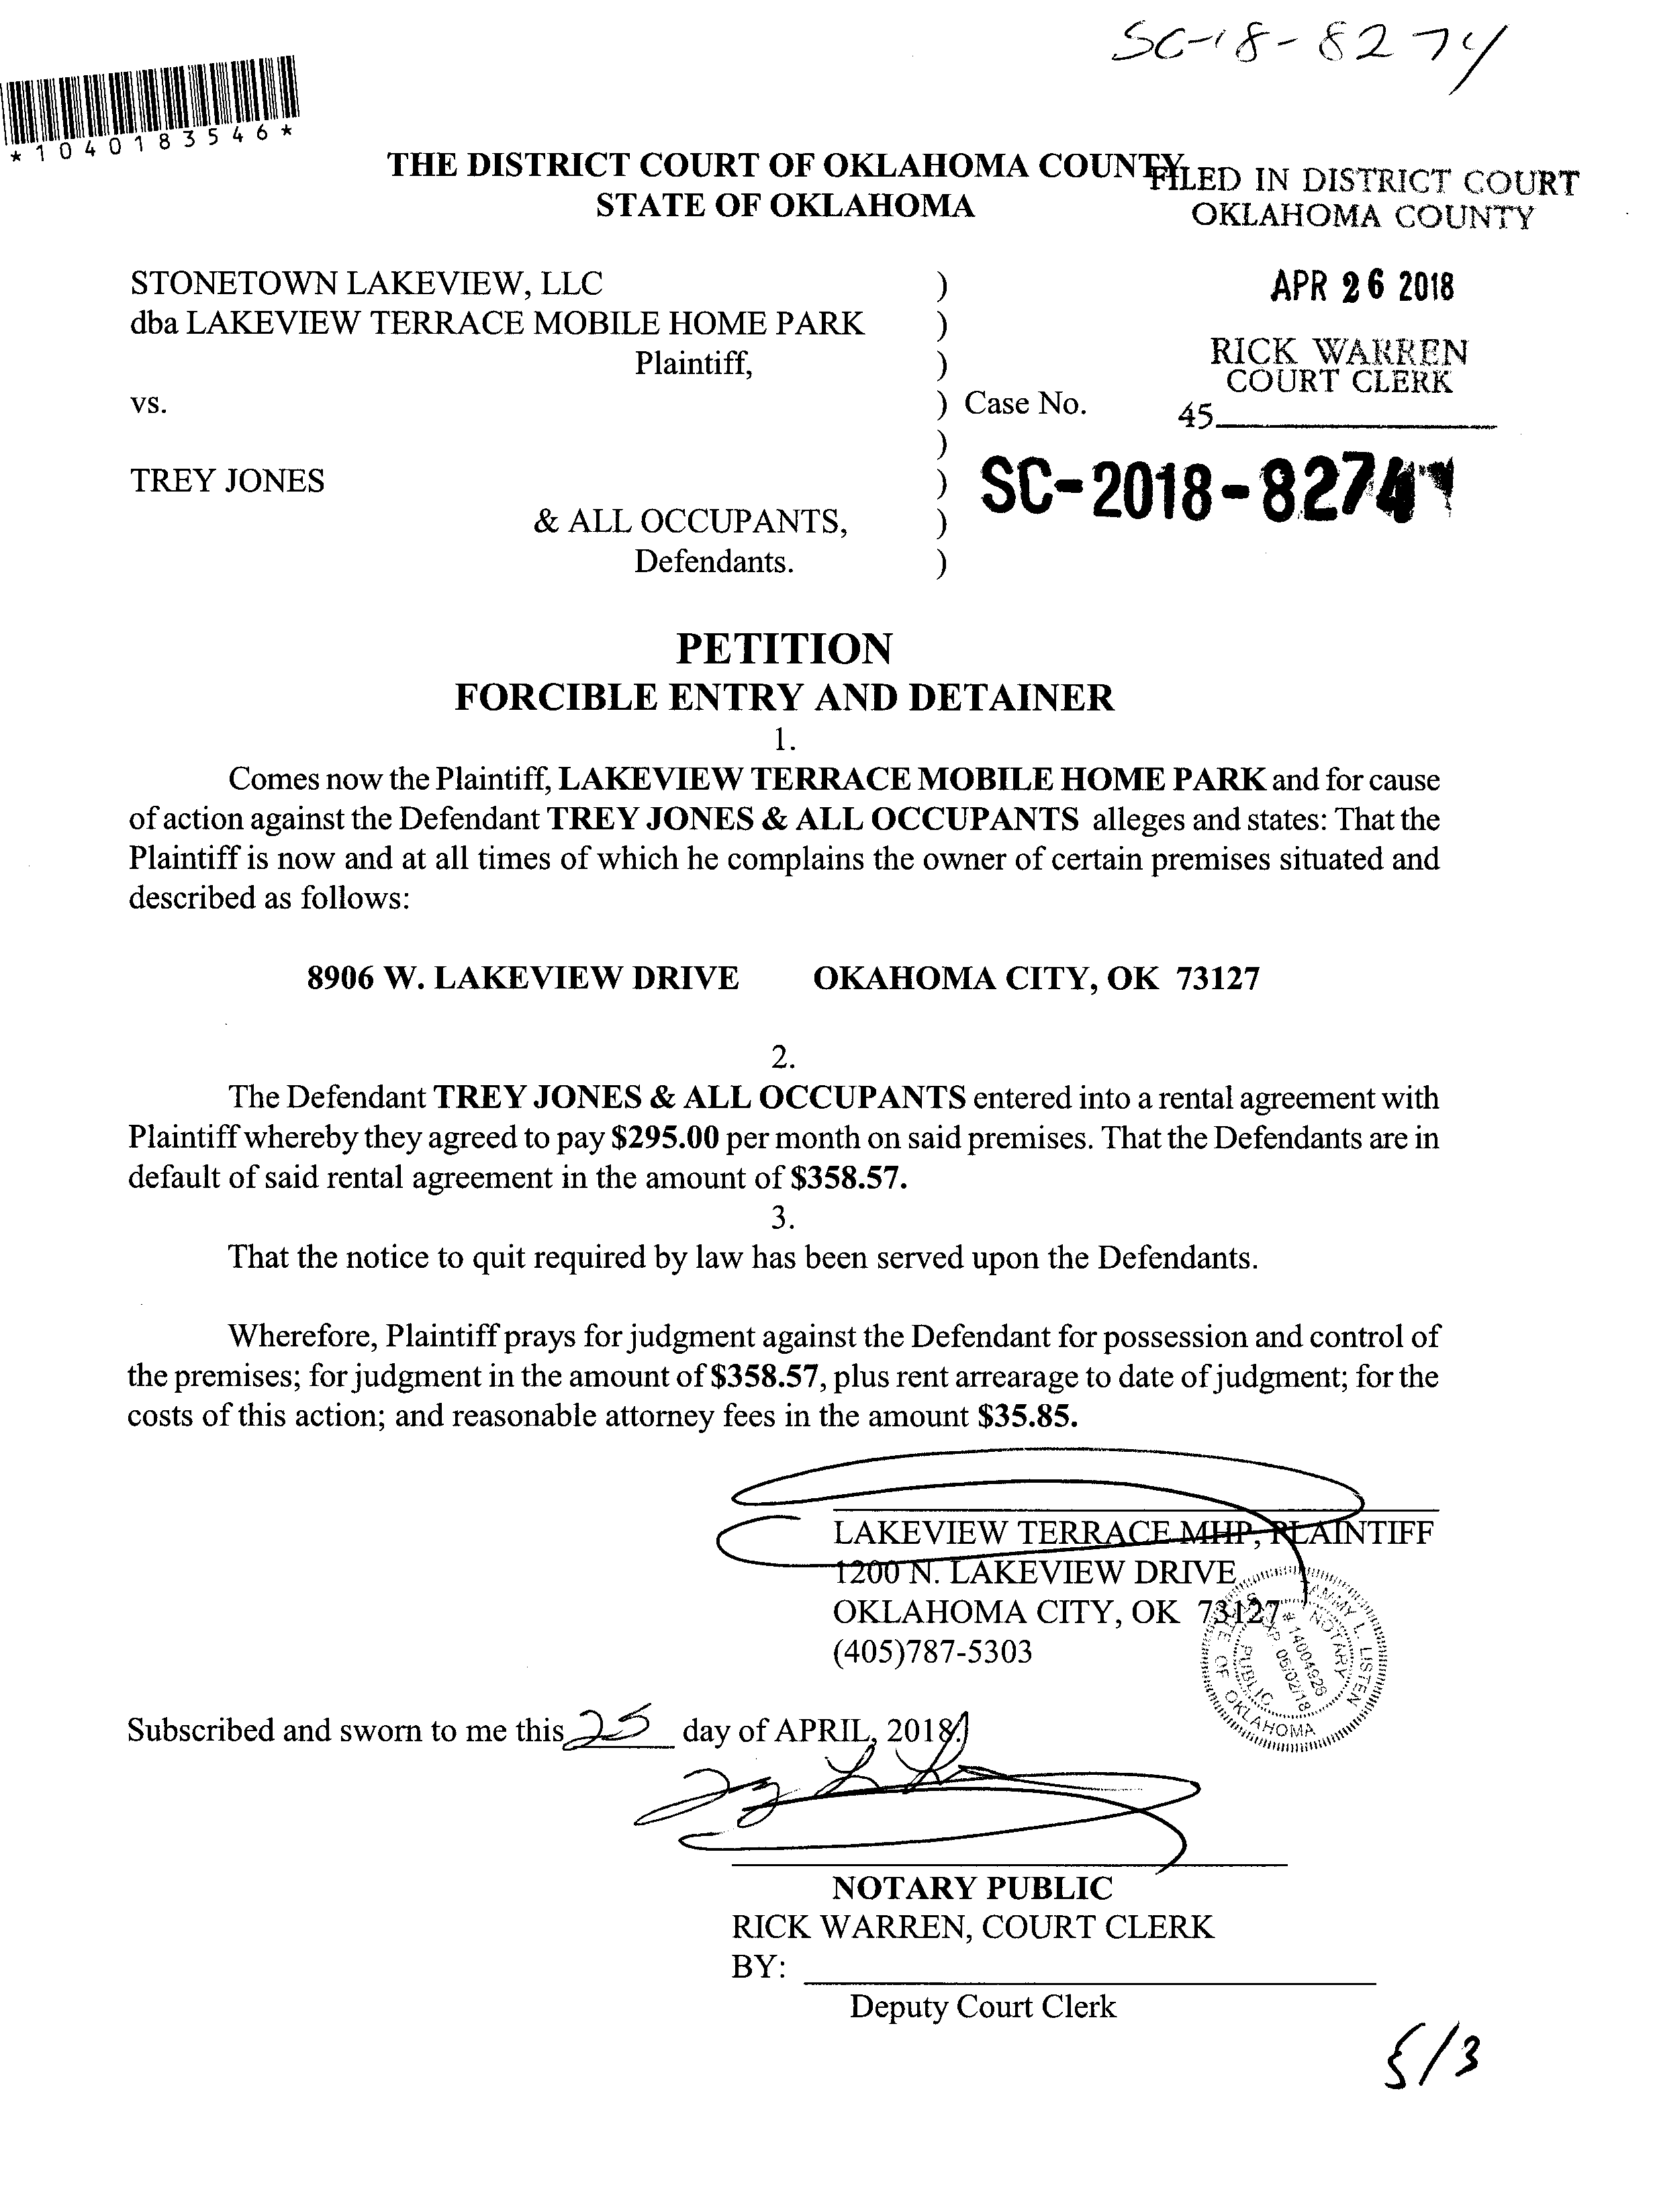 SC-18-8274
*1040183546*
THE DISTRICT COURT OF OKLAHOMA COUNTY
STATE OF OKLAHOMA
FILED IN DISTRICT COURT
OKLAHOMA COUNTY
APR 26 2018
RICK WARREN
COURT CLERK
45
STONETOWN LAKEVIEW, LLC )
dba LAKEVIEW TERRACE MOBILE HOME PARK )
Plaintiff, )
vs. ) Case No.
)
TREY JONES )
SC-2018-8274
& ALL OCCUPANTS, )
Defendants. )
PETITION
FORCIBLE ENTRY AND DETAINER
1.
Comes now the Plaintiff, LAKEVIEW TERRACE MOBILE HOME PARK and for cause
of action against the Defendant TREY JONES & ALL OCCUPANTS alleges and states: That the
Plaintiff is now and at all times of which he complains the owner of certain premises situated and
described as follows:
8906 W. LAKEVIEW DRIVE OKAHOMA CITY, OK 73127
2.
The Defendant TREY JONES & ALL OCCUPANTS entered into a rental agreement with
Plaintiff whereby they agreed to pay $295.00 per month on said premises. That the Defendants are in
default of said rental agreement in the amount of $358.57.
3.
That the notice to quit required by law has been served upon the Defendants.
Wherefore, Plaintiff prays for judgment against the Defendant for possession and control of
the premises; for judgment in the amount of $358.57, plus rent arrearage to date of judgment; for the
costs of this action; and reasonable attorney fees in the amount $35.85.
LAKEVIEW TERRACE MHP, PLAINTIFF
1200 N. LAKEVIEW DRIVE
OKLAHOMA CITY, OK 73127
(405)787-5303
L. LISTEN
NOTARY
# 14004928
EXP 05/02/18
PUBLIC
STATE OF OKLAHOMA
Subscribed and sworn to me this 25 day of APRIL, 2018.
NOTARY PUBLIC
RICK WARREN, COURT CLERK
BY:
Deputy Court Clerk
5/3